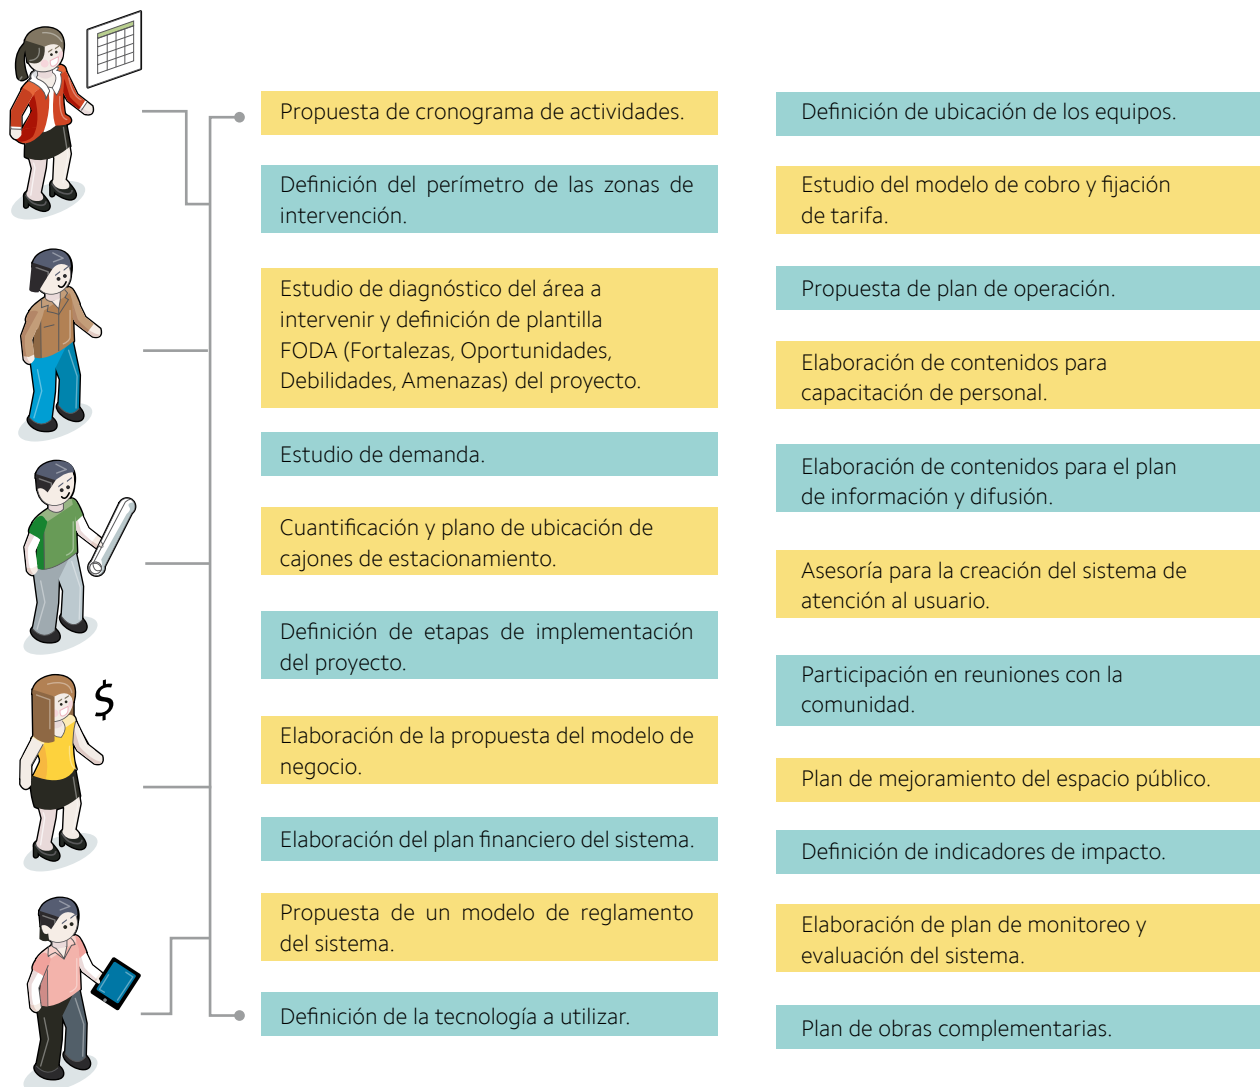 $
Propuesta de cronograma de actividades.
Definición del perímetro de las zonas de
intervención.
Estudio de diagnóstico del área a
intervenir y definición de plantilla
FODA (Fortalezas, Oportunidades,
Debilidades, Amenazas) del proyecto.
Estudio de demanda.
Cuantificación y plano de ubicación de
cajones de estacionamiento.
Definición de etapas de implementación
del proyecto.
Elaboración de la propuesta del modelo de
negocio.
Elaboración del plan financiero del sistema.
Propuesta de un modelo de reglamento
del sistema.
Definición de la tecnología a utilizar.
Definición de ubicación de los equipos.
Estudio del modelo de cobro y fijación
de tarifa.
Propuesta de plan de operación.
Elaboración de contenidos para
capacitación de personal.
Elaboración de contenidos para el plan
de información y difusión.
Asesoría para la creación del sistema de
atención al usuario.
Participación en reuniones con la
comunidad.
Plan de mejoramiento del espacio público.
Definición de indicadores de impacto.
Elaboración de plan de monitoreo y
evaluación del sistema.
Plan de obras complementarias.